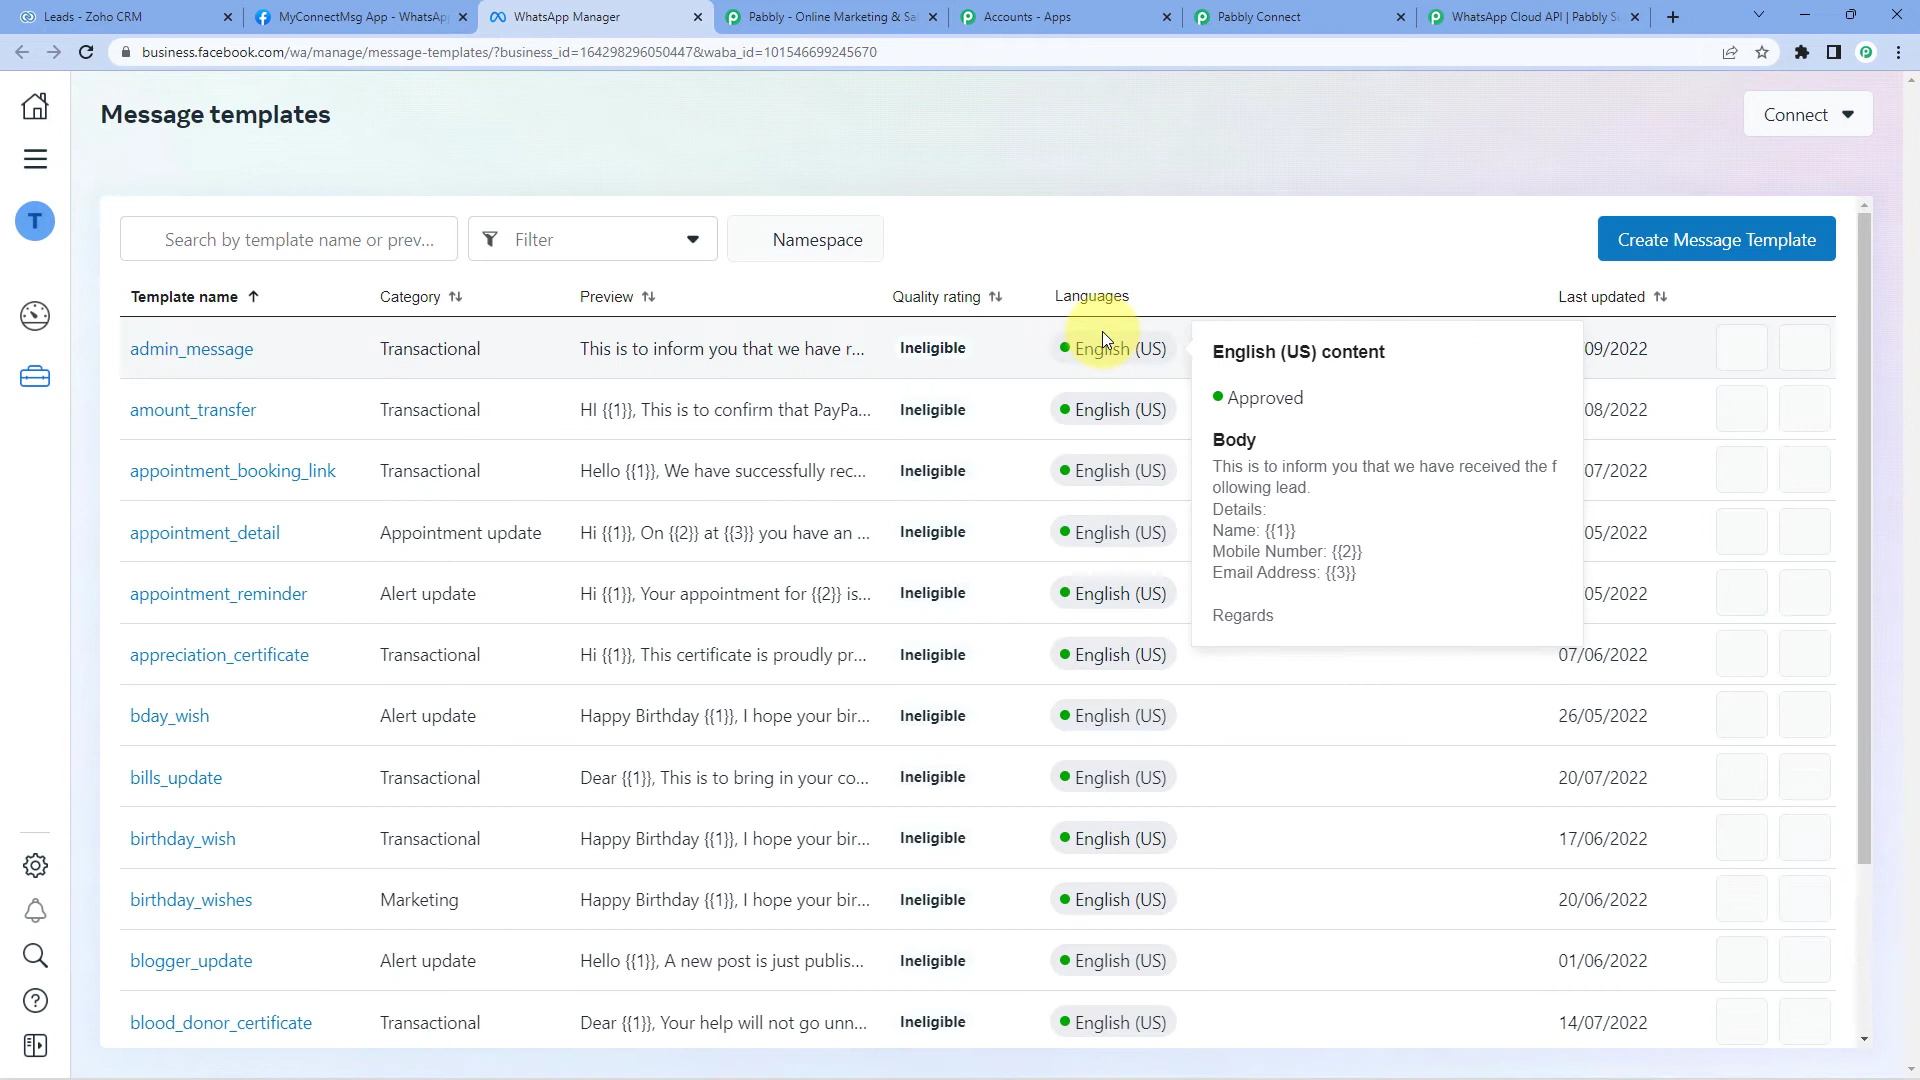 Leads - Zoho CRM
MyConnectMsg App - WhatsAp
WhatsApp Manager
Pabbly - Online Marketing & Sal
Accounts - Apps
Pabbly Connect
WhatsApp Cloud API | Pabbly S
business.facebook.com/wa/manage/message-templates/?business_id=164298296050447&waba_id=101546699245670
Message templates
Connect
T
Search by template name or prev...
Filter
Namespace
Create Message Template
Template name
Category
Preview
Quality rating
Languages
Last updated
admin_message
Transactional
This is to inform you that we have r...
Ineligible
English (US)
09/2022
amount_transfer
Transactional
HI {{1}}, This is to confirm that PayPa...
Ineligible
English (US)
08/2022
appointment_booking_link
Transactional
Hello {{1}}, We have successfully rec...
Ineligible
English (US)
07/2022
appointment_detail
Appointment update
Hi {{1}}, On {{2}} at {{3}} you have an ...
Ineligible
English (US)
05/2022
appointment_reminder
Alert update
Hi {{1}}, Your appointment for {{2}} is...
Ineligible
English (US)
05/2022
appreciation_certificate
Transactional
Hi {{1}}, This certificate is proudly pr...
Ineligible
English (US)
07/06/2022
bday_wish
Alert update
Happy Birthday {{1}}, I hope your bir...
Ineligible
English (US)
26/05/2022
bills_update
Transactional
Dear {{1}}, This is to bring in your co...
Ineligible
English (US)
20/07/2022
birthday_wish
Transactional
Happy Birthday {{1}}, I hope your bir...
Ineligible
English (US)
17/06/2022
birthday_wishes
Marketing
Happy Birthday {{1}}, I hope your bir...
Ineligible
English (US)
20/06/2022
blogger_update
Alert update
Hello {{1}}, A new post is just publis...
Ineligible
English (US)
01/06/2022
blood_donor_certificate
Transactional
Dear {{1}}, Your help will not go unn...
Ineligible
English (US)
14/07/2022
English (US) content
Approved
Body
This is to inform you that we have received the f
ollowing lead.
Details:
Name: {{1}}
Mobile Number: {{2}}
Email Address: {{3}}
Regards